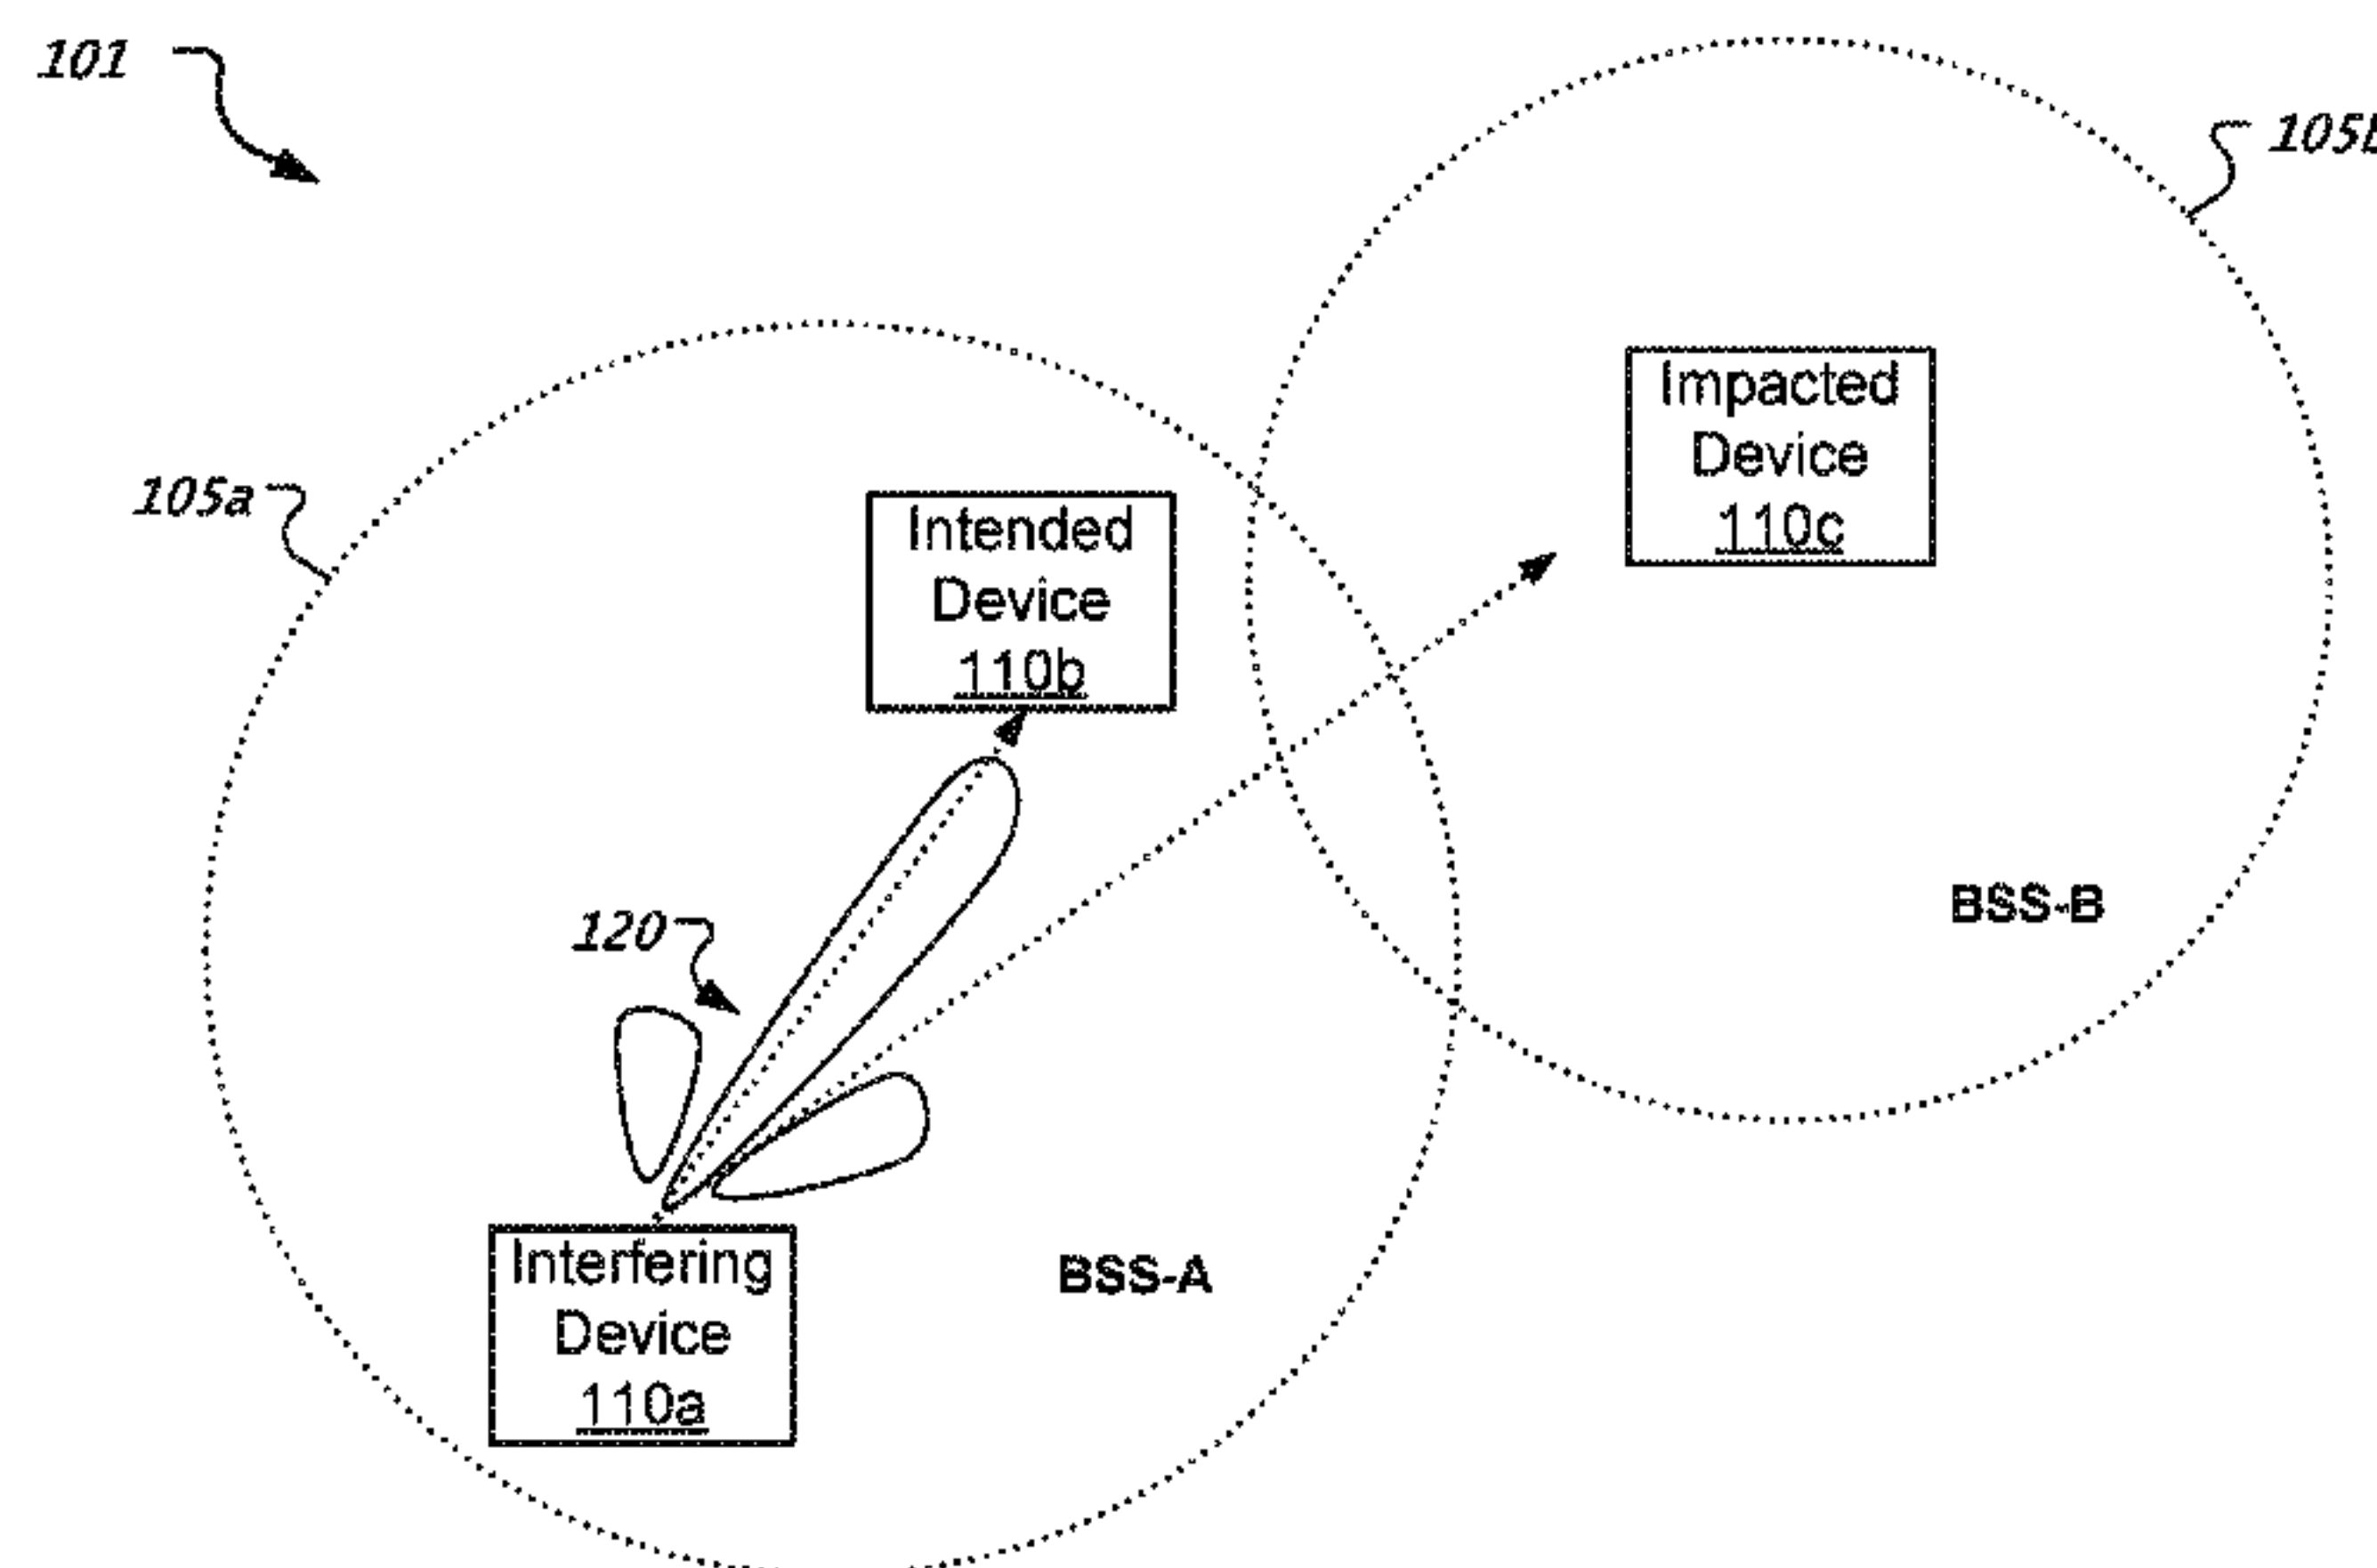 101
105b
Impacted
Device
110c
105a
Intended
Device
110b
BSS-B
120
Interfering
Device
110a
BSS-A